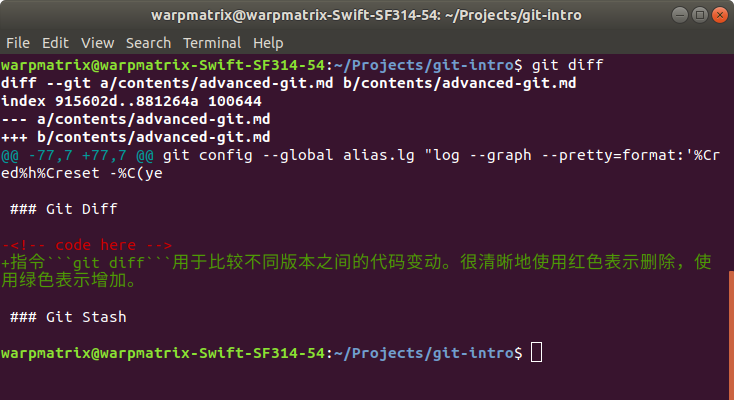 warpmatrix@warpmatrix-Swift-SF314-54: ~/Projects/git-intro
File Edit View Search Terminal Help
warpmatrix@warpmatrix-Swift-SF314-54:~/Projects/git-intro$ git diff
diff --git a/contents/advanced-git.md b/contents/advanced-git.md
index 915602d..881264a 100644
--- a/contents/advanced-git.md
+++ b/contents/advanced-git.md
@@ -77,7 +77,7 @@ git config --global alias.lg "log --graph --pretty=format:'%Cr
ed%h%Creset -%C(ye
### Git Diff
-<!-- code here -->
+指令```git diff```用于比较不同版本之间的代码变动。很清晰地使用红色表示删除，使
用绿色表示增加。
### Git Stash
warpmatrix@warpmatrix-Swift-SF314-54:~/Projects/git-intro$